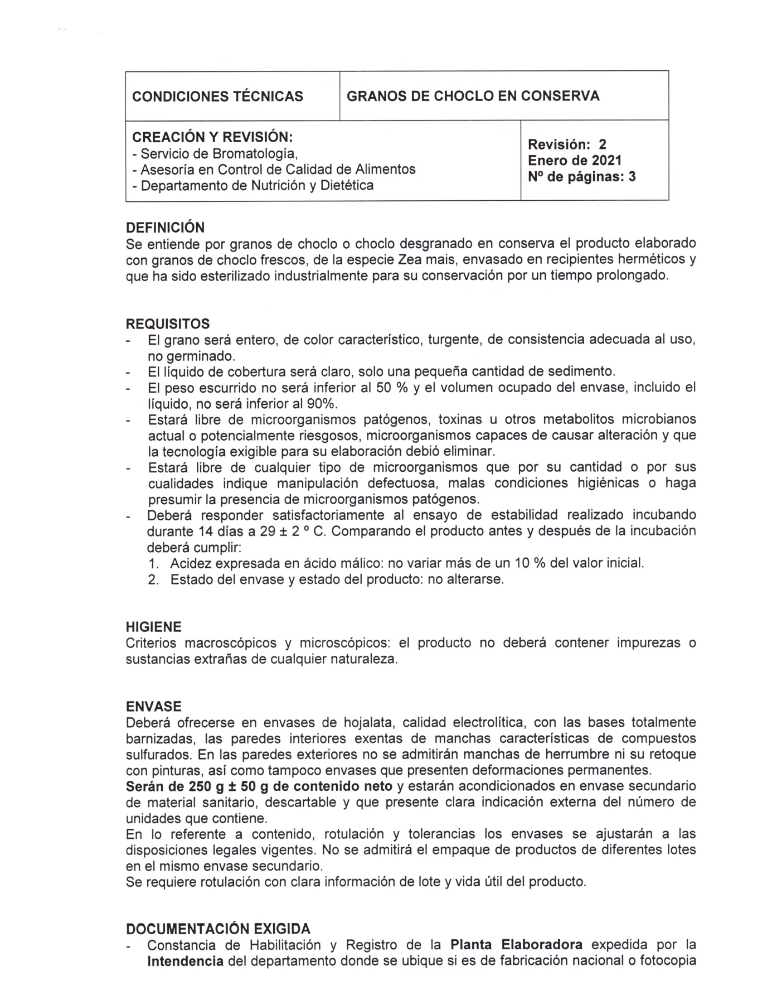 CONDICIONES TÉCNICAS
GRANOS DE CHOCLO EN CONSERVA
CREACIÓN Y REVISIÓN:
- Servicio de Bromatología,
- Asesoría en Control de Calidad de Alimentos
- Departamento de Nutrición y Dietética
Revisión: 2
Enero de 2021
Nº de páginas: 3
DEFINICIÓN
Se entiende por granos de choclo o choclo desgranado en conserva el producto elaborado
con granos de choclo frescos, de la especie Zea mais, envasado en recipientes herméticos y
que ha sido esterilizado industrialmente para su conservación por un tiempo prolongado.
REQUISITOS
- El grano será entero, de color característico, turgente, de consistencia adecuada al uso,
no germinado.
- El líquido de cobertura será claro, solo una pequeña cantidad de sedimento.
- El peso escurrido no será inferior al 50 % y el volumen ocupado del envase, incluido el
líquido, no será inferior al 90%.
- Estará libre de microorganismos patógenos, toxinas u otros metabolitos microbianos
actual o potencialmente riesgosos, microorganismos capaces de causar alteración y que
la tecnología exigible para su elaboración debió eliminar.
- Estará libre de cualquier tipo de microorganismos que por su cantidad o por sus
cualidades indique manipulación defectuosa, malas condiciones higiénicas o haga
presumir la presencia de microorganismos patógenos.
- Deberá responder satisfactoriamente al ensayo de estabilidad realizado incubando
durante 14 días a 29 ± 2 º C. Comparando el producto antes y después de la incubación
deberá cumplir:
1. Acidez expresada en ácido málico: no variar más de un 10 % del valor inicial.
2. Estado del envase y estado del producto: no alterarse.
HIGIENE
Criterios macroscópicos y microscópicos: el producto no deberá contener impurezas o
sustancias extrañas de cualquier naturaleza.
ENVASE
Deberá ofrecerse en envases de hojalata, calidad electrolítica, con las bases totalmente
barnizadas, las paredes interiores exentas de manchas características de compuestos
sulfurados. En las paredes exteriores no se admitirán manchas de herrumbre ni su retoque
con pinturas, así como tampoco envases que presenten deformaciones permanentes.
Serán de 250 g ± 50 g de contenido neto y estarán acondicionados en envase secundario
de material sanitario, descartable y que presente clara indicación externa del número de
unidades que contiene.
En lo referente a contenido, rotulación y tolerancias los envases se ajustarán a las
disposiciones legales vigentes. No se admitirá el empaque de productos de diferentes lotes
en el mismo envase secundario.
Se requiere rotulación con clara información de lote y vida útil del producto.
DOCUMENTACIÓN EXIGIDA
- Constancia de Habilitación y Registro de la Planta Elaboradora expedida por la
Intendencia del departamento donde se ubique si es de fabricación nacional o fotocopia